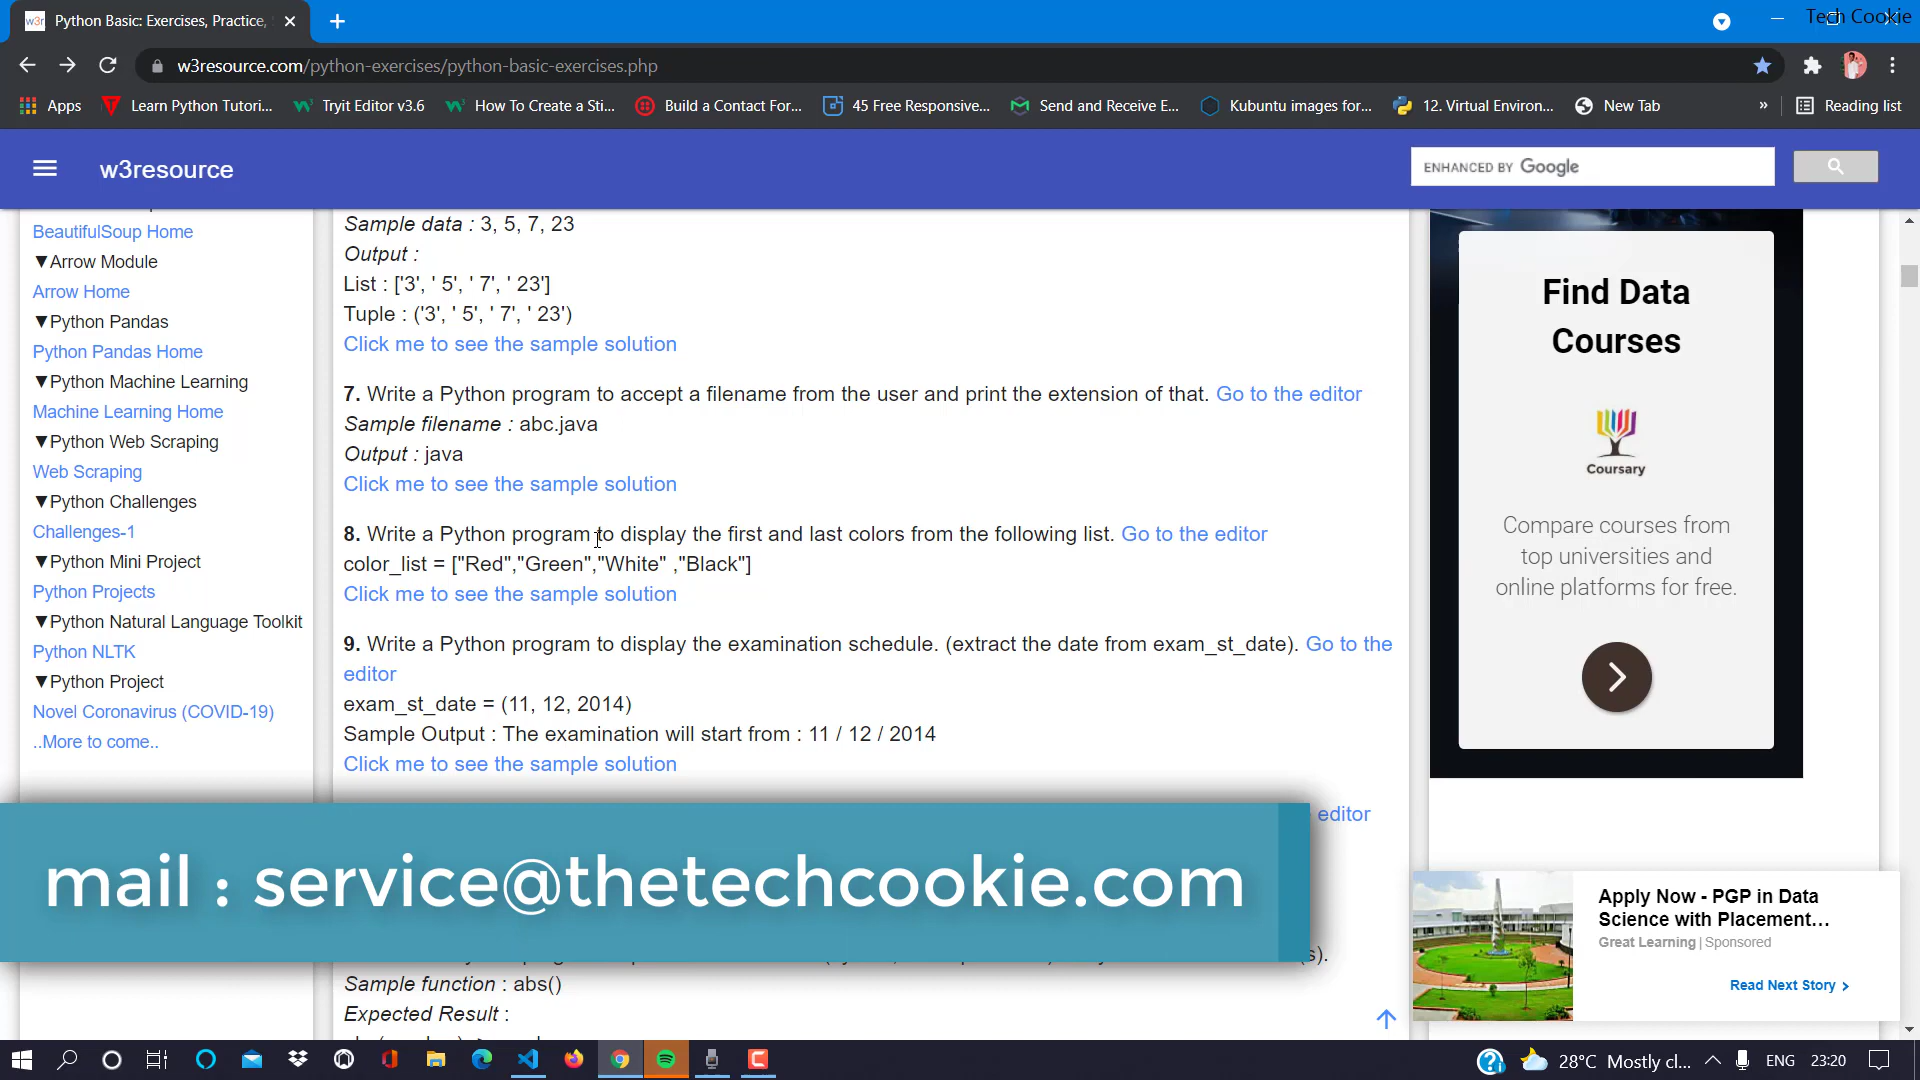 Python Basic: Exercises, Practice,
Tech Cookie
w3resource.com/python-exercises/python-basic-exercises.php
Apps
Learn Python Tutori...
Tryit Editor v3.6
How To Create a Sti...
Build a Contact For...
45 Free Responsive...
Send and Receive E...
Kubuntu images for...
12. Virtual Environ...
New Tab
»
Reading list
w3resource
ENHANCED BY Google
BeautifulSoup Home
▼Arrow Module
Arrow Home
▼Python Pandas
Python Pandas Home
▼Python Machine Learning
Machine Learning Home
▼Python Web Scraping
Web Scraping
▼Python Challenges
Challenges-1
▼Python Mini Project
Python Projects
▼Python Natural Language Toolkit
Python NLTK
▼Python Project
Novel Coronavirus (COVID-19)
..More to come..
Sample data : 3, 5, 7, 23
Output :
List : ['3', ' 5', ' 7', ' 23']
Tuple : ('3', ' 5', ' 7', ' 23')
Click me to see the sample solution
7. Write a Python program to accept a filename from the user and print the extension of that. Go to the editor
Sample filename : abc.java
Output : java
Click me to see the sample solution
8. Write a Python program to display the first and last colors from the following list. Go to the editor
color_list = ["Red","Green","White" ,"Black"]
Click me to see the sample solution
9. Write a Python program to display the examination schedule. (extract the date from exam_st_date). Go to the
editor
exam_st_date = (11, 12, 2014)
Sample Output : The examination will start from : 11 / 12 / 2014
Click me to see the sample solution
editor
mail : service@thetechcookie.com
Sample function : abs()
Expected Result :
Find Data
Courses
Coursary
Compare courses from
top universities and
online platforms for free.
Apply Now - PGP in Data
Science with Placement...
Great Learning | Sponsored
Read Next Story
28°C Mostly cl...
ENG
23:20